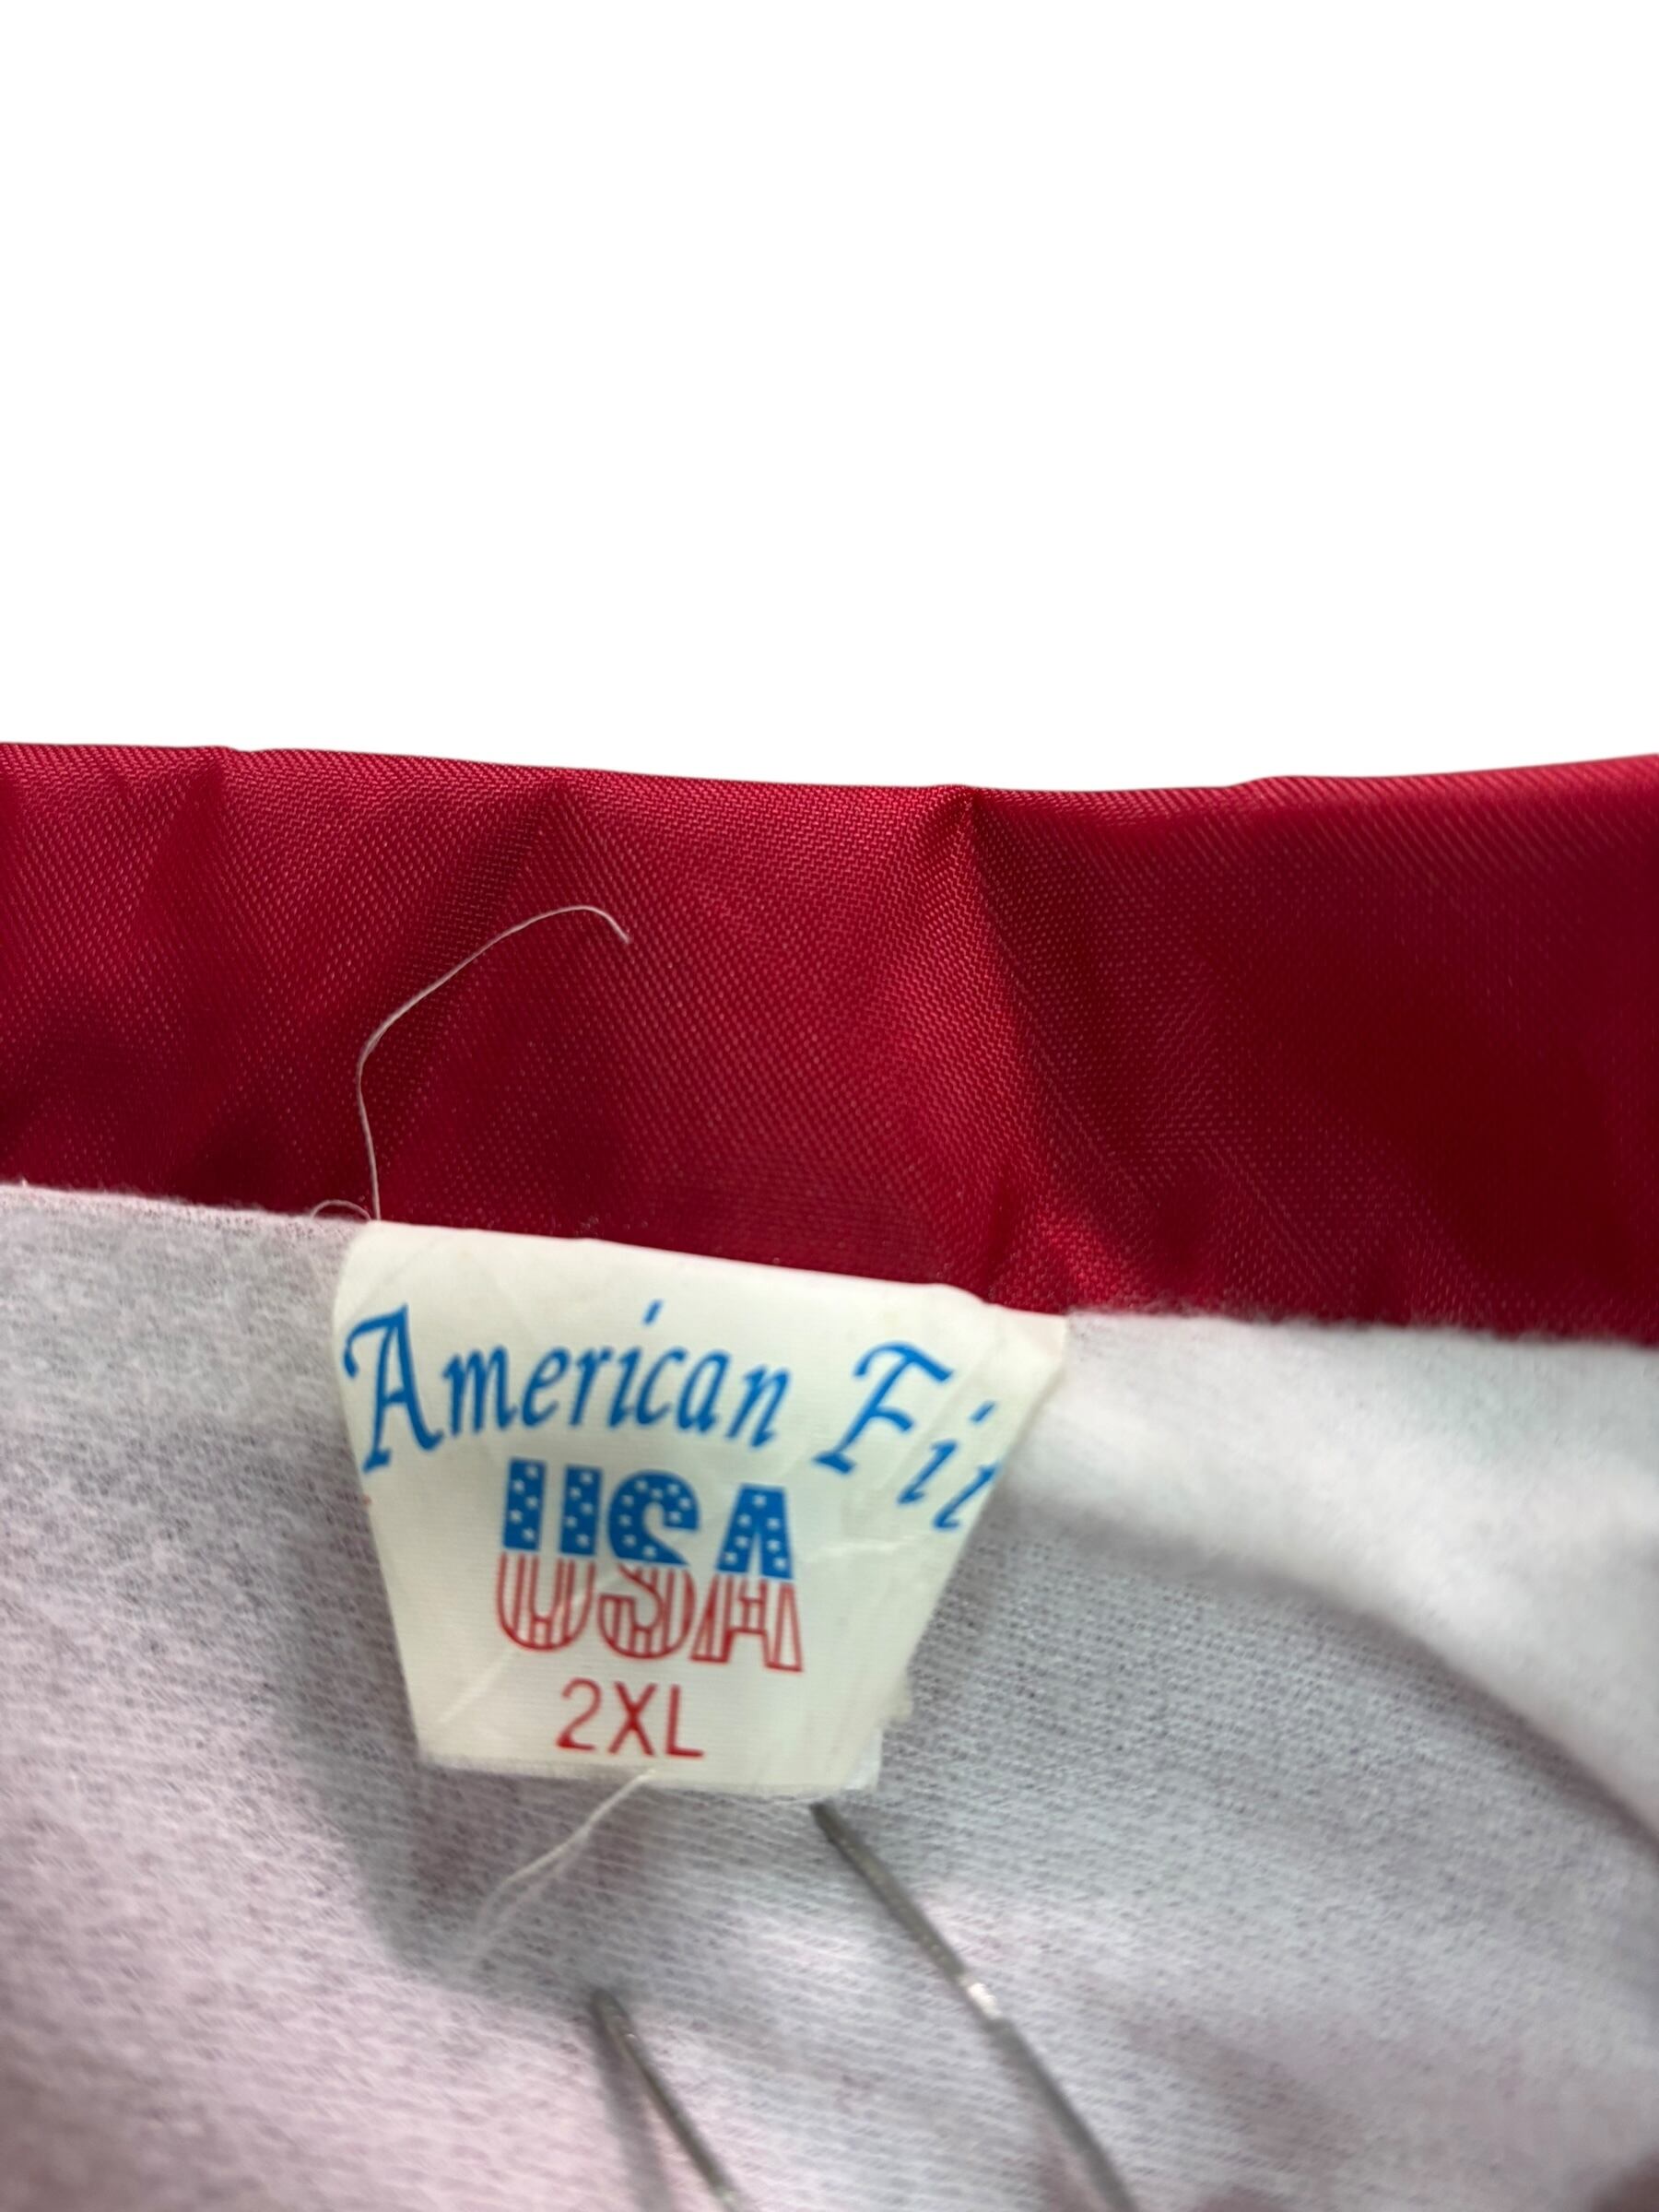 American Fit
USA
2XL